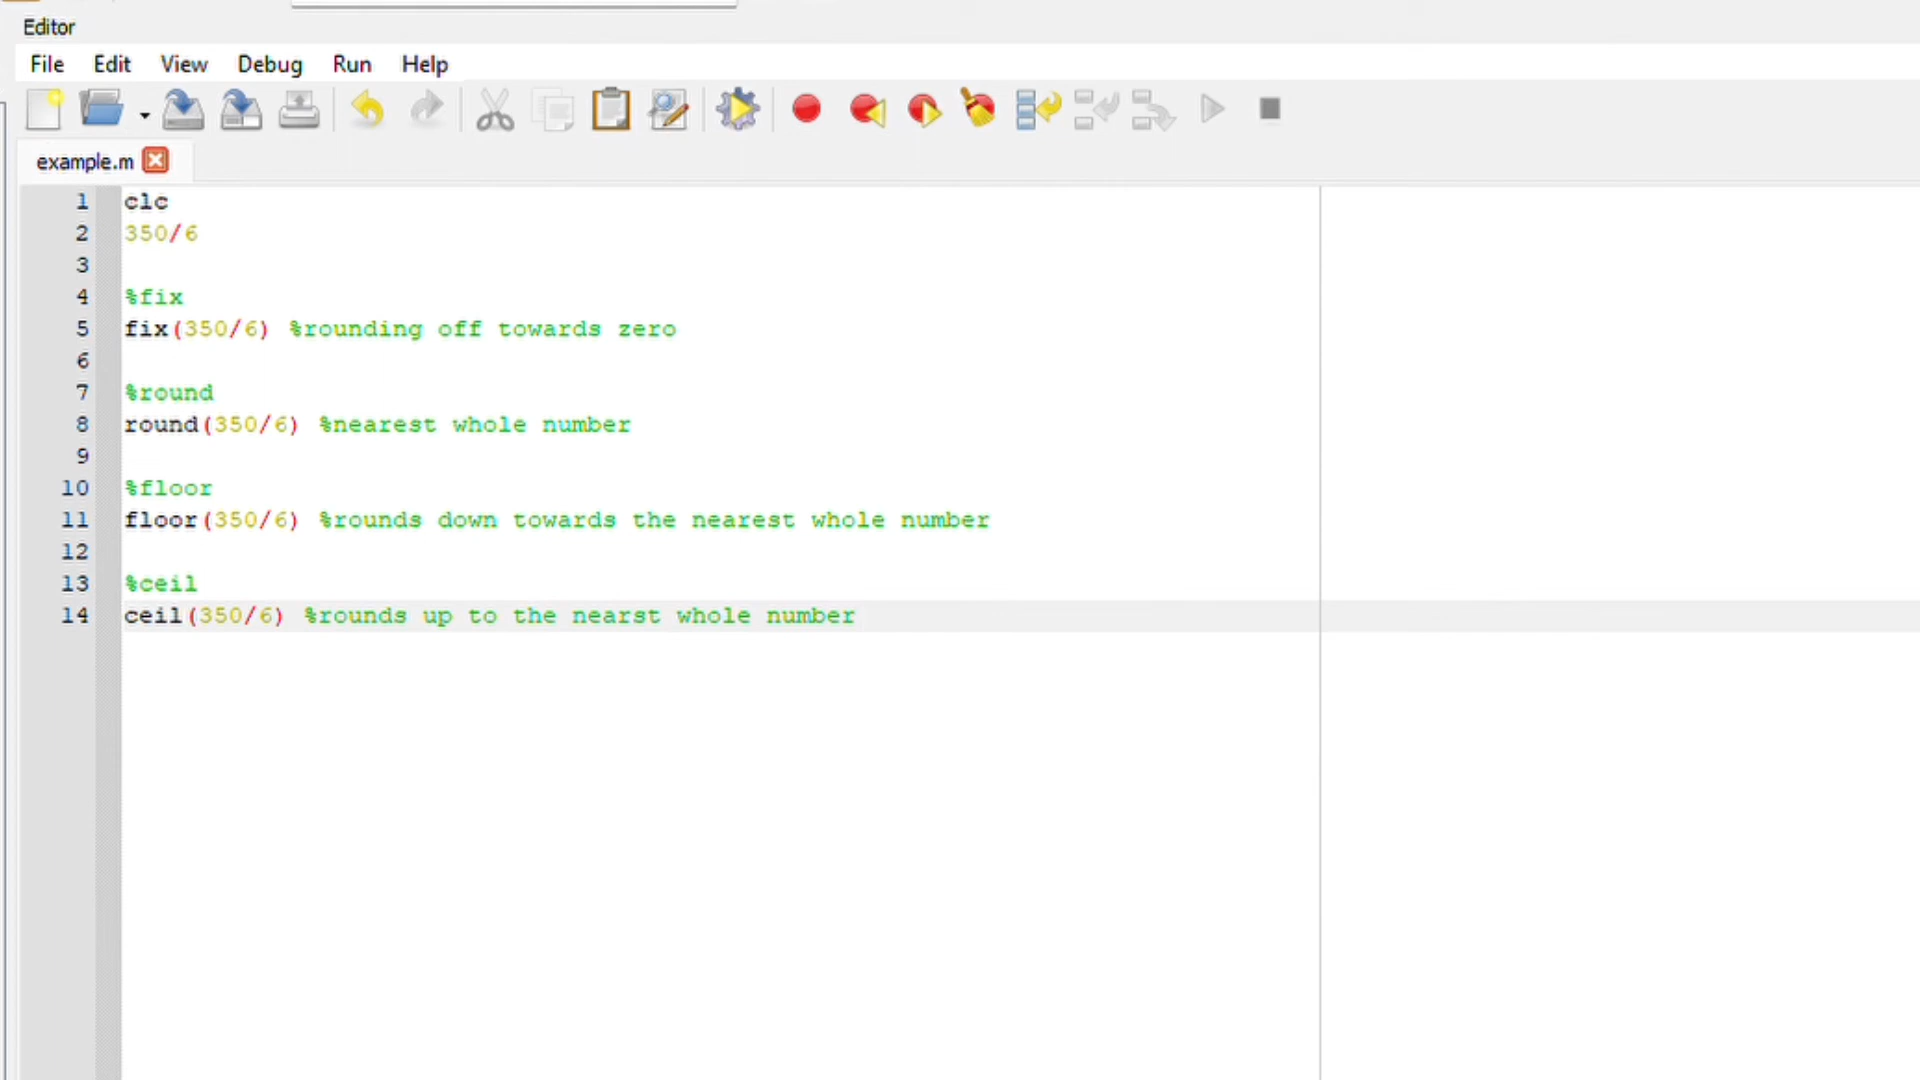 Editor
File Edit View Debug Run Help
example.m
1 clc
2 350/6
3
4 %fix
5 fix(350/6) %rounding off towards zero
6
7 %round
8 round(350/6) %nearest whole number
9
10 %floor
11 floor(350/6) %rounds down towards the nearest whole number
12
13 %ceil
14 ceil(350/6) %rounds up to the nearst whole number